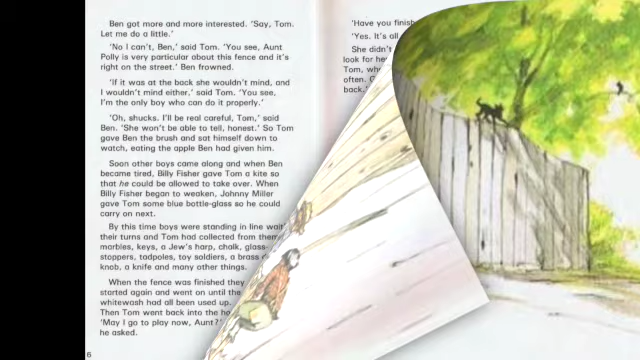 Ben got more and more interested. 'Say, Tom.
Let me do a little.'
'No I can't, Ben,' said Tom. 'You see, Aunt
Polly is very particular about this fence and it's
right on the street.' Ben frowned.
'If it was at the back she wouldn't mind, and
I wouldn't mind either,' said Tom. 'You see,
I'm the only boy who can do it properly.'
'Oh, shucks. I'll be real careful, Tom,' said
Ben. 'She won't be able to tell, honest.' So Tom
gave Ben the brush and sat himself down to
watch, eating the apple Ben had given him.
Soon other boys came along and when Ben
became tired, Billy Fisher gave Tom a kite so
that he could be allowed to take over. When
Billy Fisher began to weaken, Johnny Miller
gave Tom some blue bottle-glass so he could
carry on next.
By this time boys were standing in line
their turns and Tom had collected from
marbles, keys, a Jew's harp, chalk, glass-
stoppers, tadpoles, toy soldiers, a brass
knob, a knife and many other things.
When the fence was finished they
started again and went on until the
whitewash had all been used up.
Then Tom went back into the
'May I go to play now, Aunt?'
he asked.
6
'Have you
'Yes. It's all
She didn't
look for
Tom,
often.
back.'